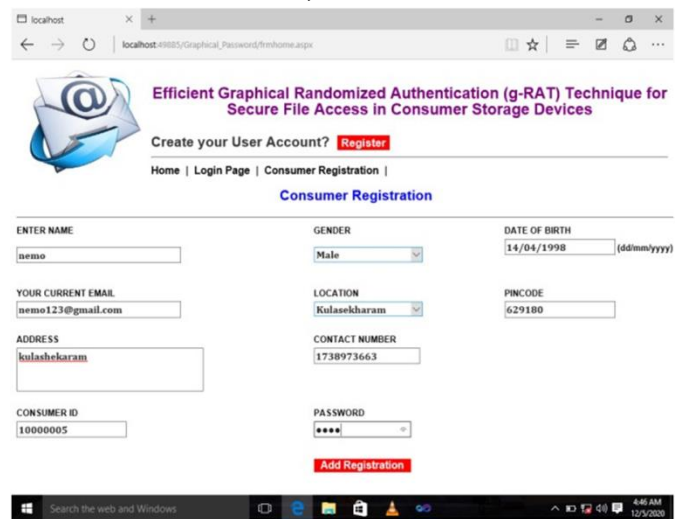 localhost
localhost:49885/Graphical_Password/frmhome.aspx
Efficient Graphical Randomized Authentication (g-RAT) Technique for
Secure File Access in Consumer Storage Devices
Create your User Account? Register
Home | Login Page | Consumer Registration |
Consumer Registration
ENTER NAME GENDER DATE OF BIRTH
nemo Male 14/04/1998 (dd/mm/yyyy)
YOUR CURRENT EMAIL LOCATION PINCODE
nemo123@gmail.com Kulasekharam 629180
ADDRESS CONTACT NUMBER
kulashekaram 1738973663
CONSUMER ID PASSWORD
10000005 ●●●●
Add Registration
Search the web and Windows 4:46 AM
12/5/2020